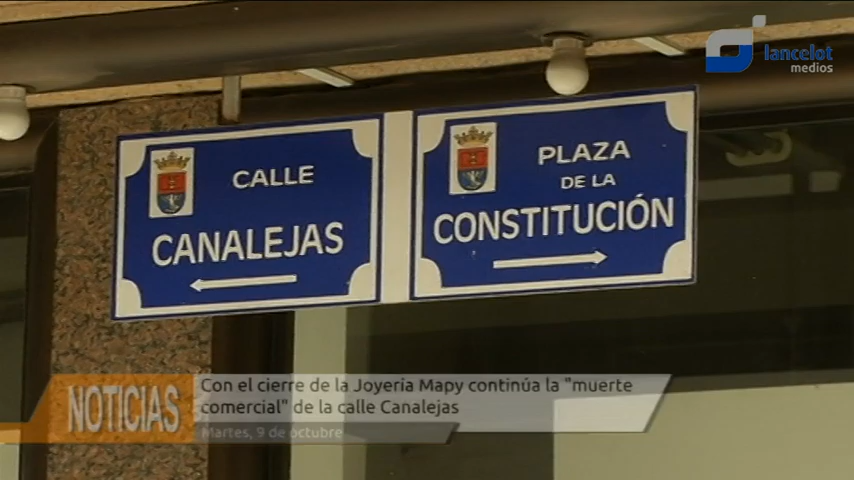 lancelot
medios
CALLE
CANALEJAS
PLAZA
DE LA
CONSTITUCIÓN
NOTICIAS
Con el cierre de la Joyería Mapy continúa la "muerte
comercial" de la calle Canalejas
Martes, 9 de octubre